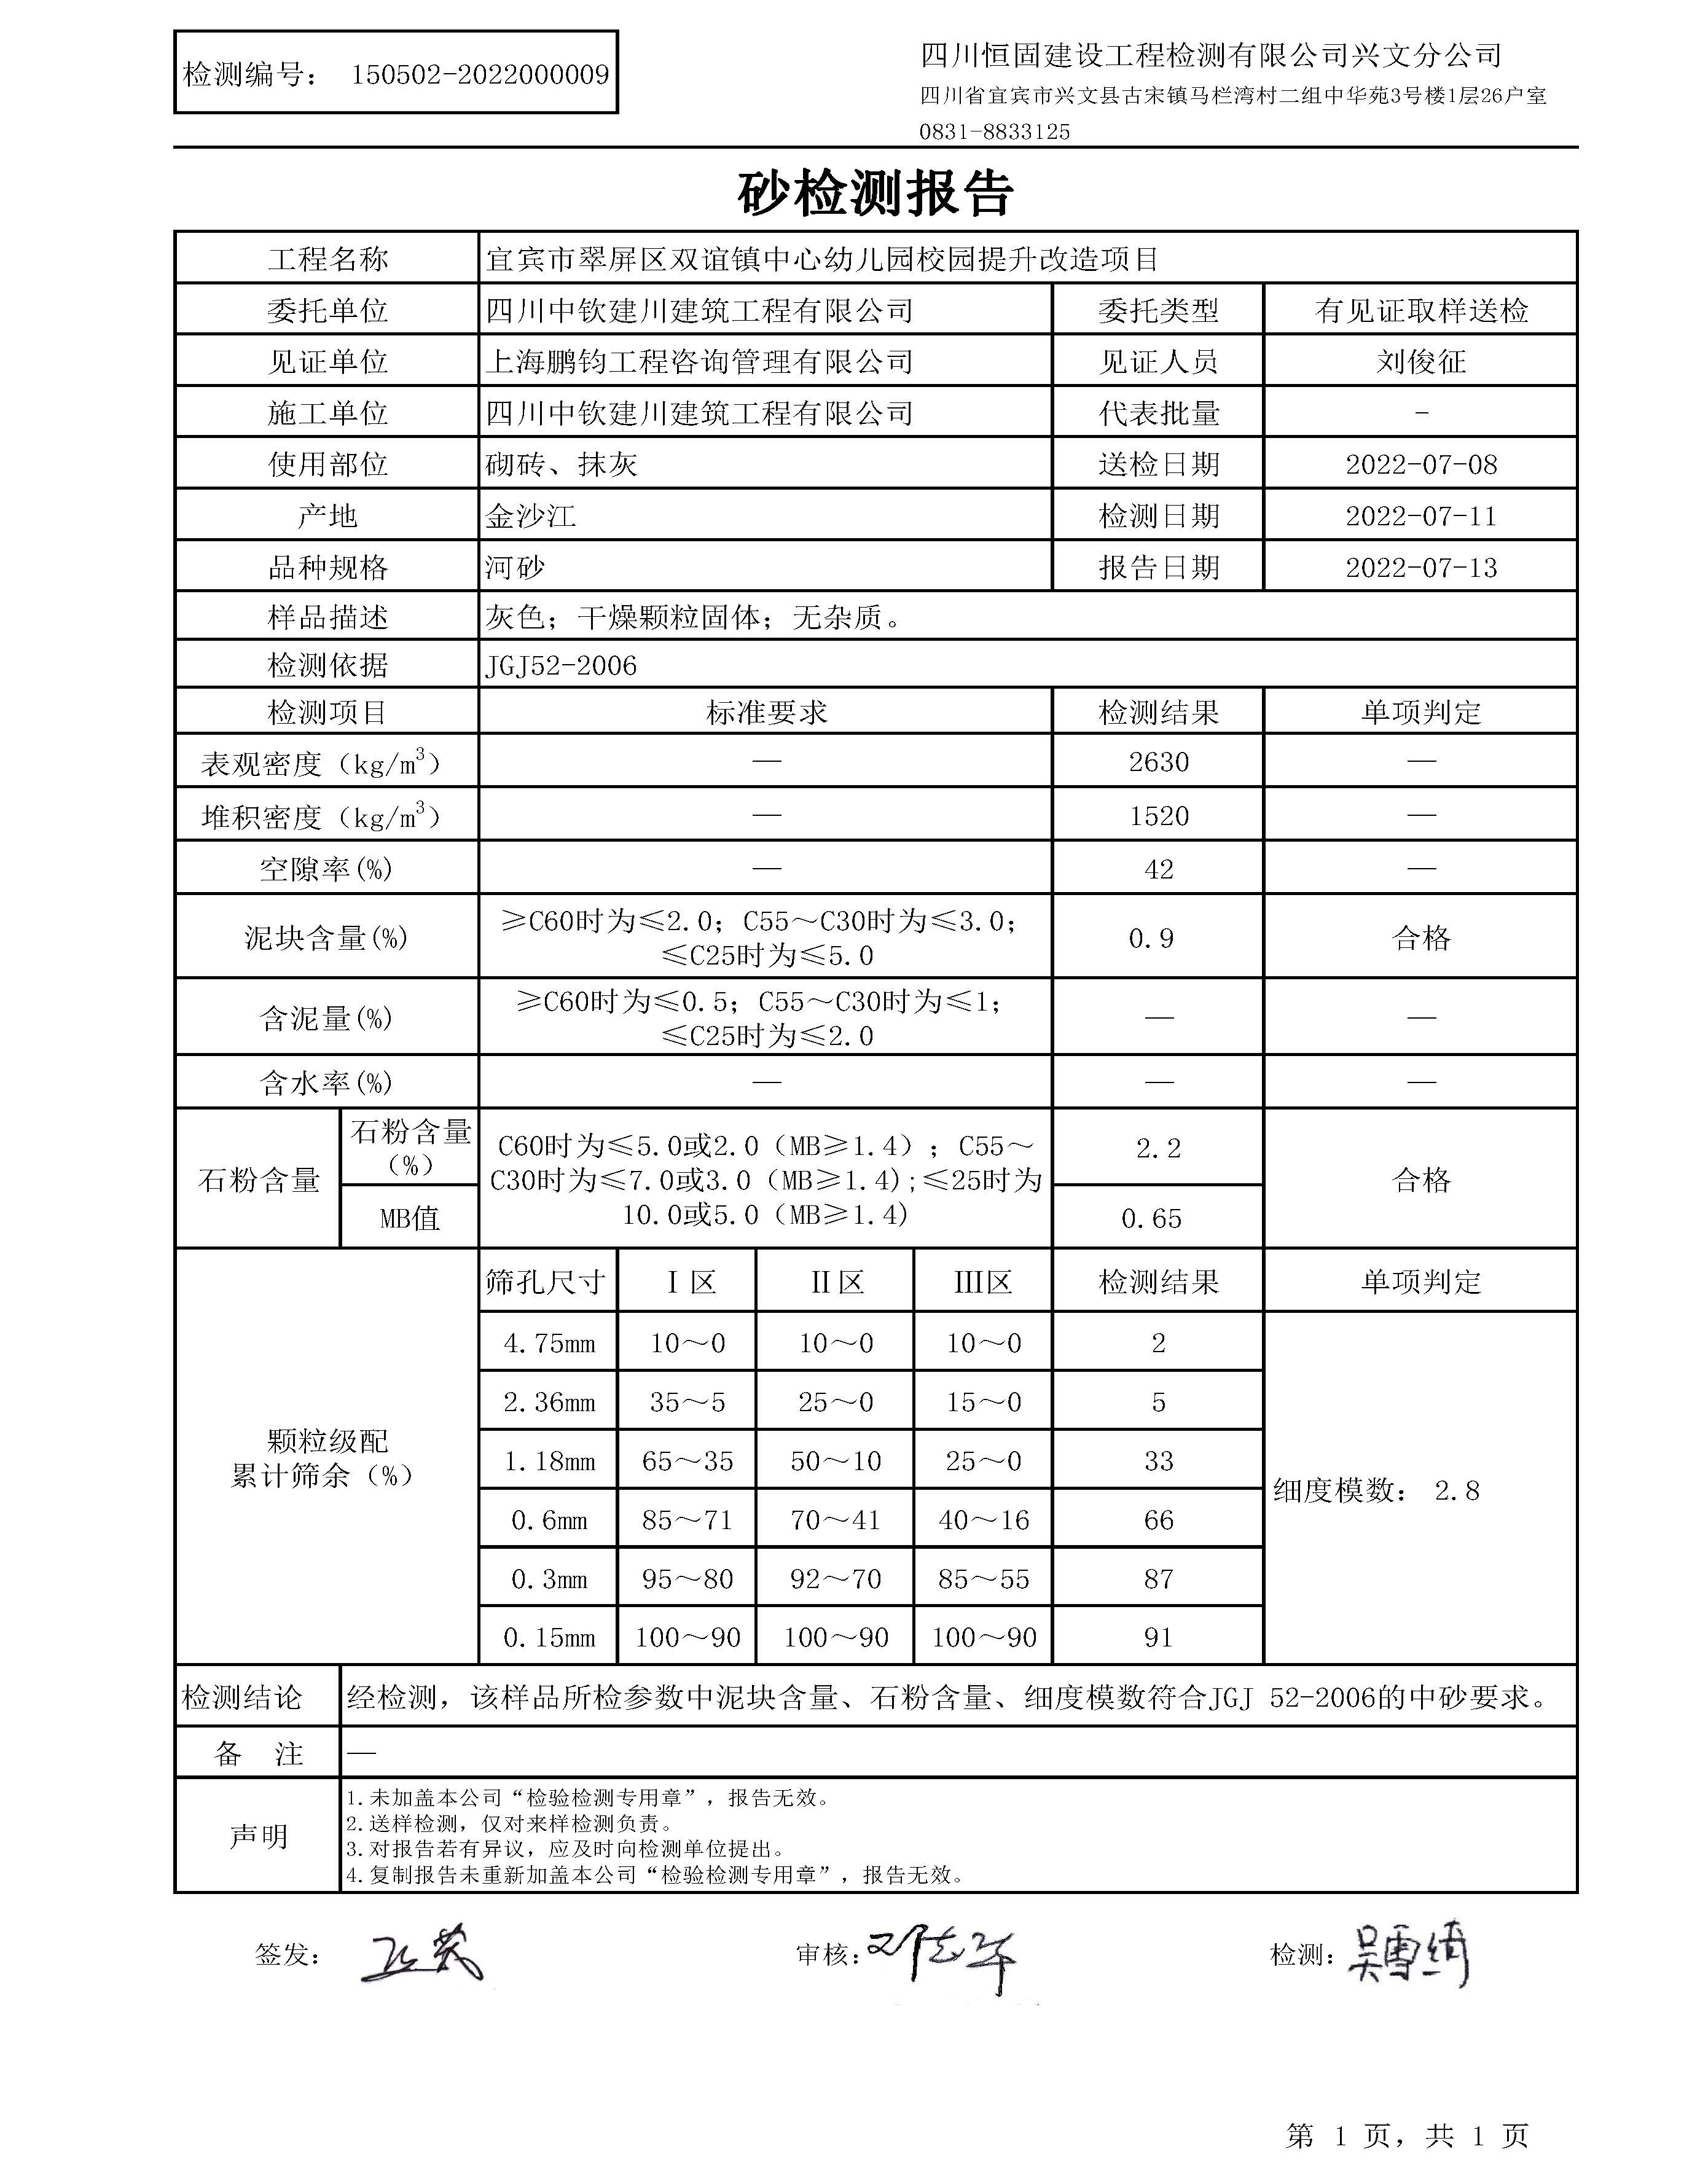 检测编号： 150502-2022000009
四川恒固建设工程检测有限公司兴文分公司
四川省宜宾市兴文县古宋镇马栏湾村二组中华苑3号楼1层26户室
0831-8833125
砂检测报告
工程名称 宜宾市翠屏区双谊镇中心幼儿园校园提升改造项目
委托单位 四川中钦建川建筑工程有限公司 委托类型 有见证取样送检
见证单位 上海鹏钧工程咨询管理有限公司 见证人员 刘俊征
施工单位 四川中钦建川建筑工程有限公司 代表批量 -
使用部位 砌砖、抹灰 送检日期 2022-07-08
产地 金沙江 检测日期 2022-07-11
品种规格 河砂 报告日期 2022-07-13
样品描述 灰色；干燥颗粒固体；无杂质。
检测依据 JGJ52-2006
检测项目 标准要求 检测结果 单项判定
表观密度（kg/m³） — 2630 —
堆积密度（kg/m³） — 1520 —
空隙率(%) — 42 —
泥块含量(%) ≥C60时为≤2.0；C55～C30时为≤3.0； 0.9 合格
≤C25时为≤5.0
含泥量(%) ≥C60时为≤0.5；C55～C30时为≤1； — —
≤C25时为≤2.0
含水率(%) — — —
石粉含量 石粉含量 C60时为≤5.0或2.0（MB≥1.4）；C55～ 2.2 合格
（%） C30时为≤7.0或3.0（MB≥1.4);≤25时为
MB值 10.0或5.0（MB≥1.4) 0.65
筛孔尺寸 Ⅰ区 Ⅱ区 Ⅲ区 检测结果 单项判定
4.75mm 10～0 10～0 10～0 2
2.36mm 35～5 25～0 15～0 5
颗粒级配
累计筛余（%）
1.18mm 65～35 50～10 25～0 33
细度模数： 2.8
0.6mm 85～71 70～41 40～16 66
0.3mm 95～80 92～70 85～55 87
0.15mm 100～90 100～90 100～90 91
检测结论 经检测，该样品所检参数中泥块含量、石粉含量、细度模数符合JGJ 52-2006的中砂要求。
备 注 —
声明
1.未加盖本公司“检验检测专用章”，报告无效。
2.送样检测，仅对来样检测负责。
3.对报告若有异议，应及时向检测单位提出。
4.复制报告未重新加盖本公司“检验检测专用章”，报告无效。
签发： 审核: 邓志华 检测: 吴雪绮
第 1 页，共 1 页